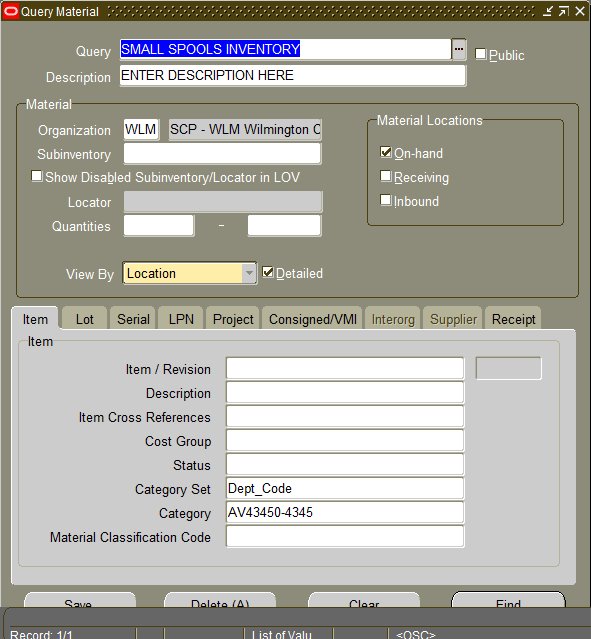 Query Material
Query SMALL SPOOLS INVENTORY ... Public
Description ENTER DESCRIPTION HERE
Material
Organization WLM SCP - WLM Wilmington C
Subinventory
Show Disabled Subinventory/Locator in LOV
Locator
Quantities -
Material Locations
On-hand
Receiving
Inbound
View By Location Detailed
Item Lot Serial LPN Project Consigned/VMI Interorg Supplier Receipt
Item
Item / Revision
Description
Item Cross References
Cost Group
Status
Category Set Dept_Code
Category AV43450-4345
Material Classification Code
Save Delete (A) Clear Find
Record: 1/1 List of Valu <OSC>